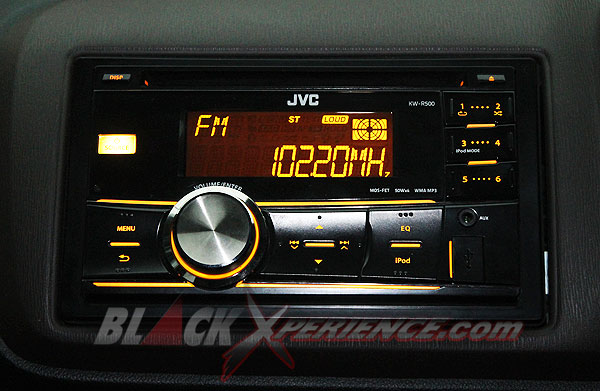 DISP
JVC
KW-R500
FM ST LOUD
102.20MHz
1 2
3 4
iPod MODE
5 6
MOS-FET 50Wx4 WMA MP3
VOLUME/ENTER
AUX
MENU
EQ
iPod
BLACKXPERIENCE.com